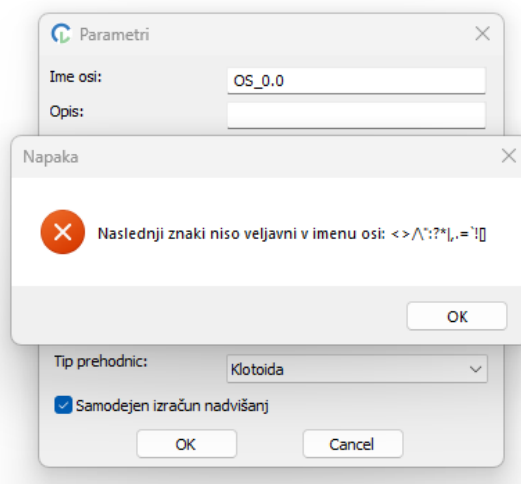 Parametri
Ime osi: OS_0.0
Opis:
Napaka
Naslednji znaki niso veljavni v imenu osi: < > /\":?*|,.=`![]
OK
Tip prehodnic: Klotoida
Samodejen izračun nadvišanj
OK Cancel